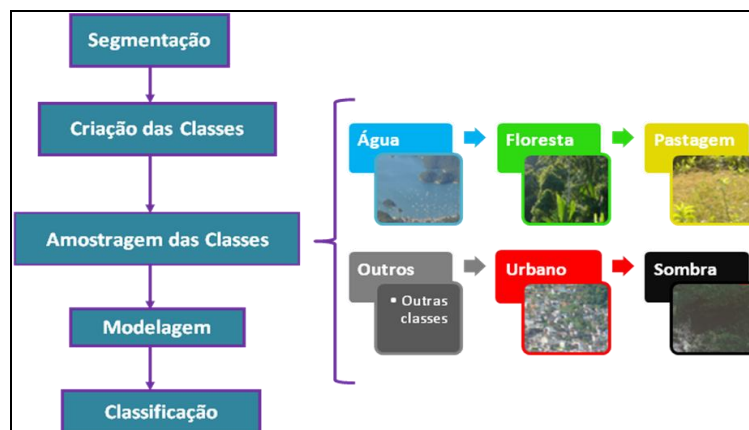 Segmentação
Criação das Classes
Amostragem das Classes
Modelagem
Classificação
Água
Floresta
Pastagem
Outros
▪ Outras
classes
Urbano
Sombra